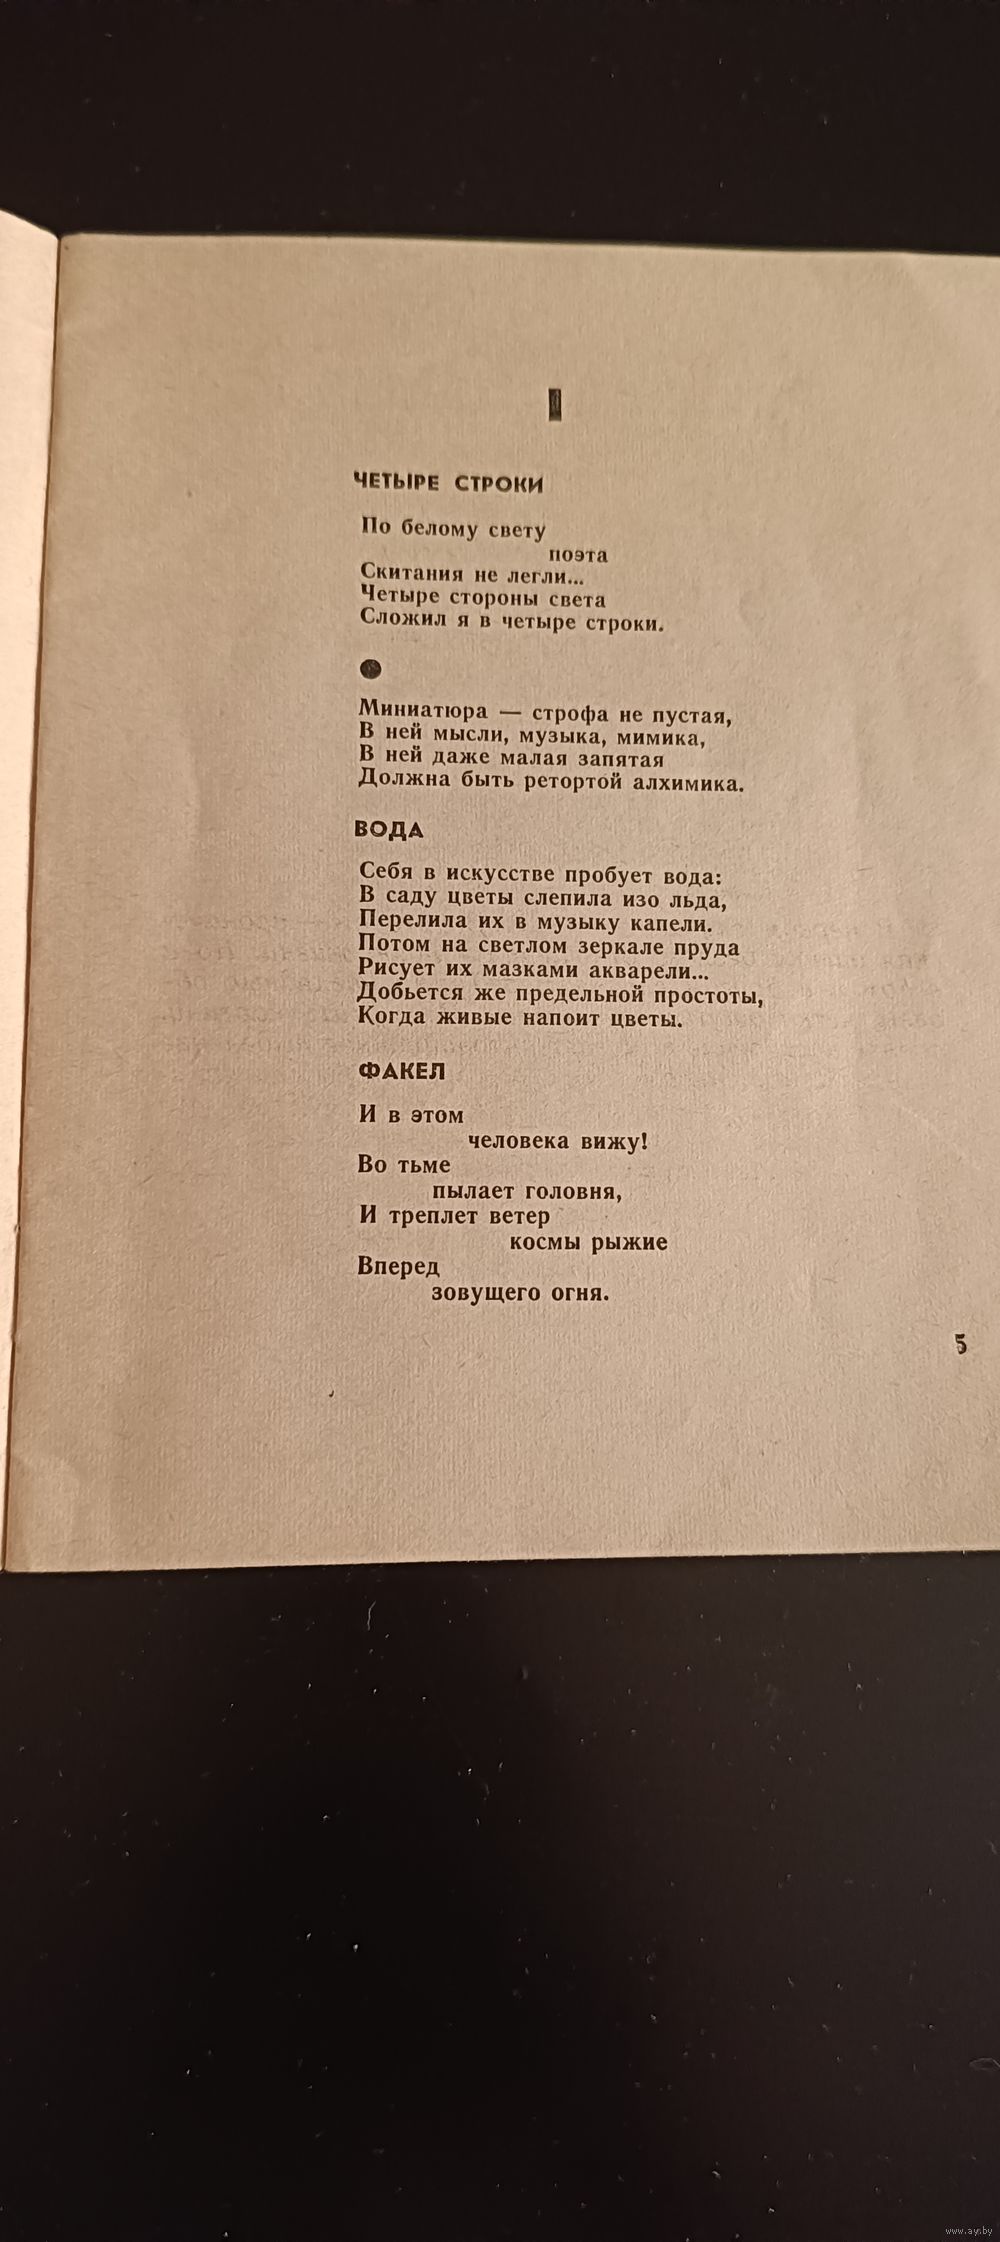 I
ЧЕТЫРЕ СТРОКИ
По белому свету
поэта
Скитания не легли...
Четыре стороны света
Сложил я в четыре строки.
●
Миниатюра — строфа не пустая,
В ней мысли, музыка, мимика,
В ней даже малая запятая
Должна быть ретортой алхимика.
ВОДА
Себя в искусстве пробует вода:
В саду цветы слепила изо льда,
Перелила их в музыку капели.
Потом на светлом зеркале пруда
Рисует их мазками акварели...
Добьется же предельной простоты,
Когда живые напоит цветы.
ФАКЕЛ
И в этом
человека вижу!
Во тьме
пылает головня,
И треплет ветер
космы рыжие
Вперед
зовущего огня.
5
www.ay.by